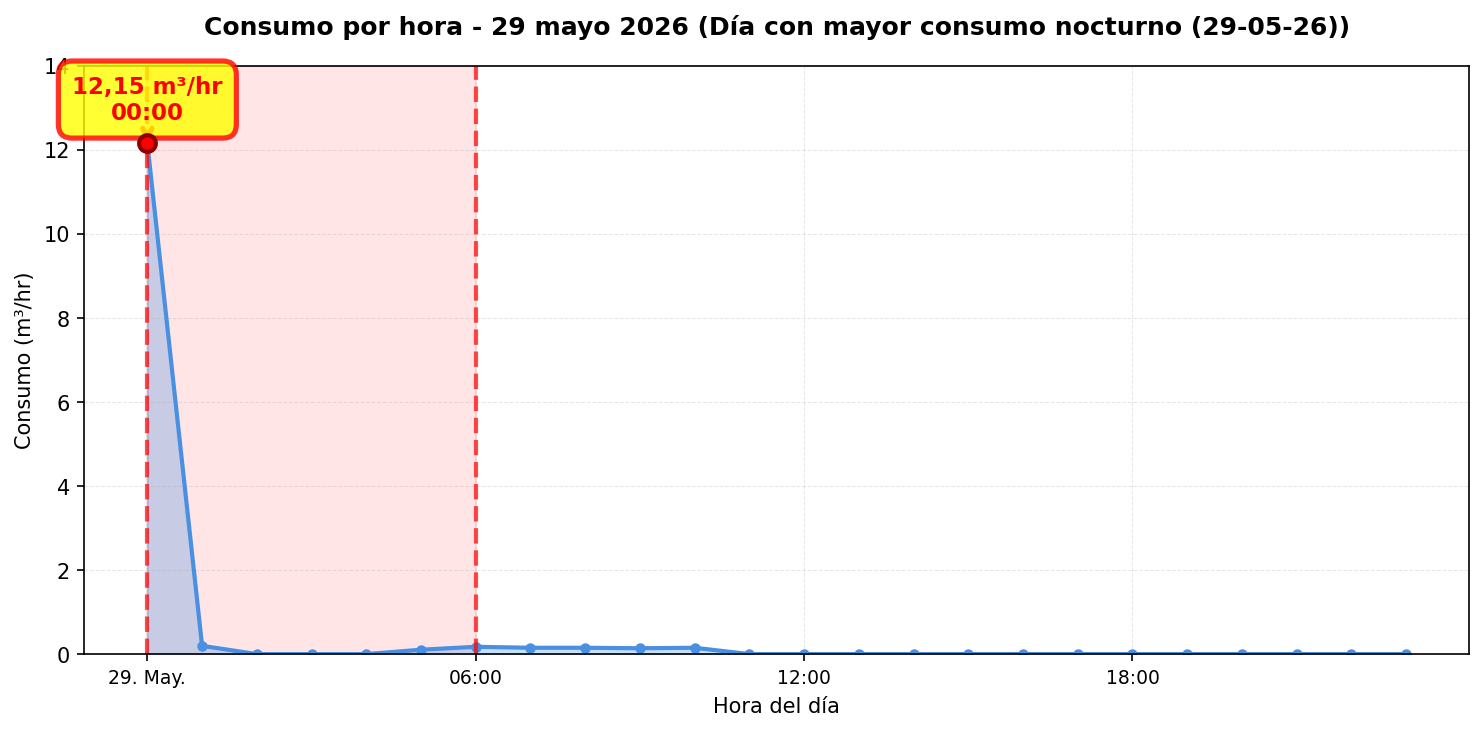 Consumo por hora - 29 mayo 2026 (Día con mayor consumo nocturno (29-05-26))
14
12,15 m³/hr
00:00
12
10
8
6
4
2
0
Consumo (m³/hr)
29. May.
06:00
12:00
18:00
Hora del día